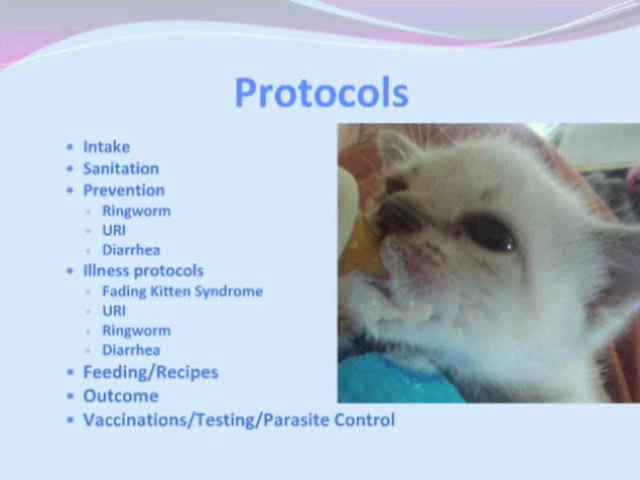 Protocols
Intake
Sanitation
Prevention
Ringworm
URI
Diarrhea
Illness protocols
Fading Kitten Syndrome
URI
Ringworm
Diarrhea
Feeding/Recipes
Outcome
Vaccinations/Testing/Parasite Control